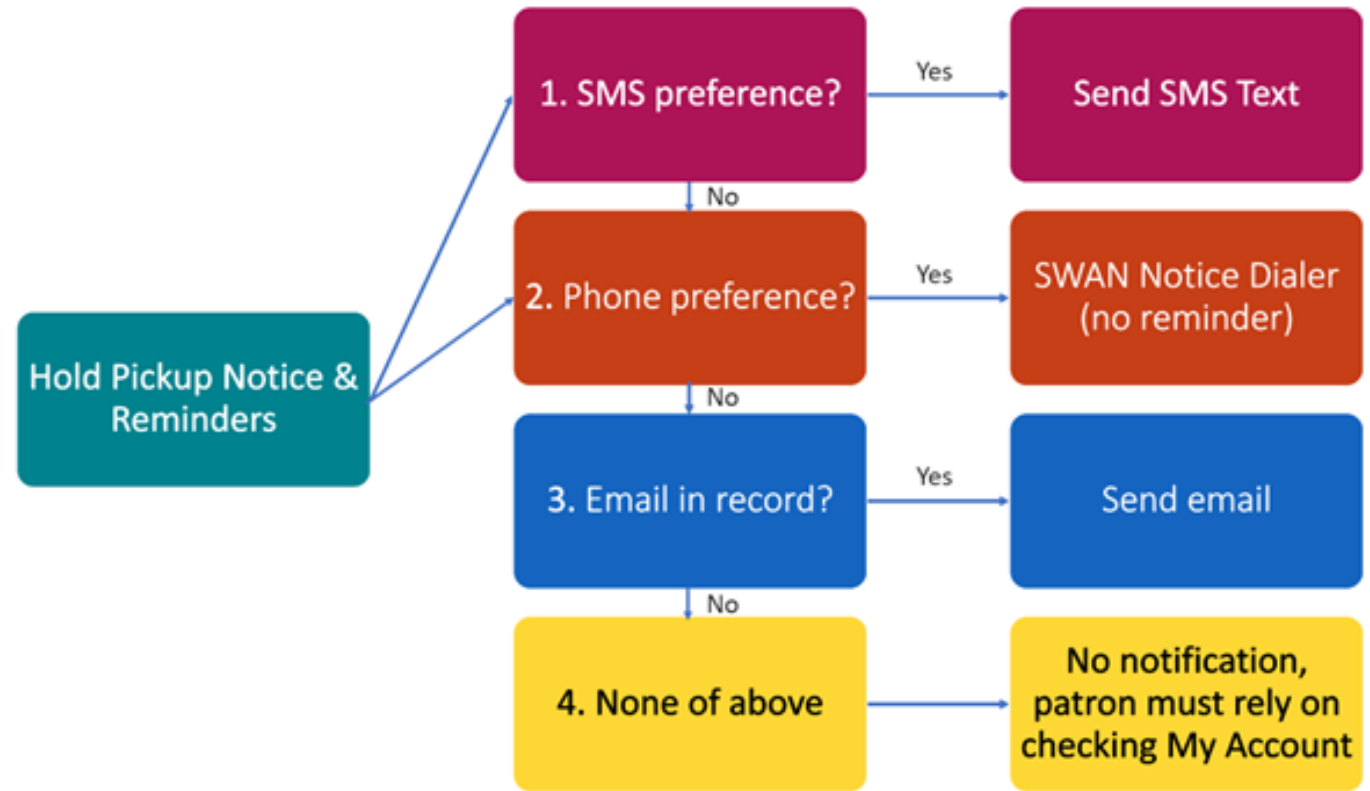 1. SMS preference?
Yes
Send SMS Text
No
2. Phone preference?
Yes
SWAN Notice Dialer
(no reminder)
Hold Pickup Notice &
Reminders
No
3. Email in record?
Yes
Send email
No
4. None of above
No notification,
patron must rely on
checking My Account